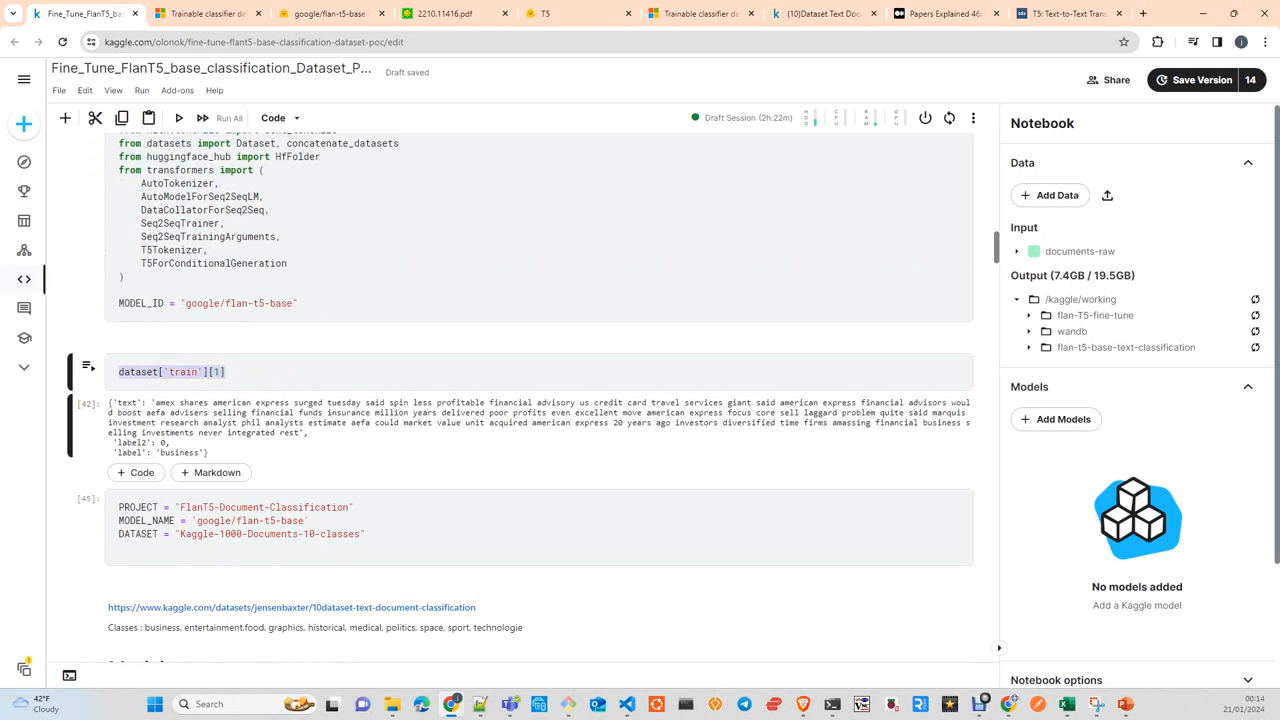 Fine_Tune_FlanT5_bas
Trainable classifier de
google/flan-t5-base
2210.11416.pdf
T5
Trainable classifier de
(10)Dataset Text Docu
Papers Explained 46:
T5: Text-to-Text Trans
kaggle.com/olonok/fine-tune-flant5-base-classification-dataset-poc/edit
Fine_Tune_FlanT5_base_classification_Dataset_P...
Draft saved
Share
Save Version
14
File Edit View Run Add-ons Help
Run All
Code
Draft Session (2h:22m)
HDD
CPU
RAM
GPU
from datasets import Dataset, concatenate_datasets
from huggingface_hub import HfFolder
from transformers import (
AutoTokenizer,
AutoModelForSeq2SeqLM,
DataCollatorForSeq2Seq,
Seq2SeqTrainer,
Seq2SeqTrainingArguments,
T5Tokenizer,
T5ForConditionalGeneration
)
MODEL_ID = "google/flan-t5-base"
dataset['train'][1]
[42]:
{'text': 'amex shares american express surged tuesday said spin less profitable financial advisory us credit card travel services giant said american express financial advisors woul
d boost aefa advisers selling financial funds insurance million years delivered poor profits even excellent move american express focus core sell laggard problem quite said marquis
investment research analyst phil analysts estimate aefa could market value unit acquired american express 20 years ago investors diversified time firms amassing financial business s
elling investments never integrated rest',
'label2': 0,
'label': 'business'}
+ Code
+ Markdown
[45]:
PROJECT = "FlanT5-Document-Classification"
MODEL_NAME = 'google/flan-t5-base'
DATASET = "Kaggle-1000-Documents-10-classes"
https://www.kaggle.com/datasets/jensenbaxter/10dataset-text-document-classification
Classes : business, entertainment,food, graphics, historical, medical, politics, space, sport, technologie
Notebook
Data
+ Add Data
Input
documents-raw
Output (7.4GB / 19.5GB)
/kaggle/working
flan-T5-fine-tune
wandb
flan-t5-base-text-classification
Models
+ Add Models
No models added
Add a Kaggle model
Notebook options
42°F
Cloudy
Search
00:14
21/01/2024